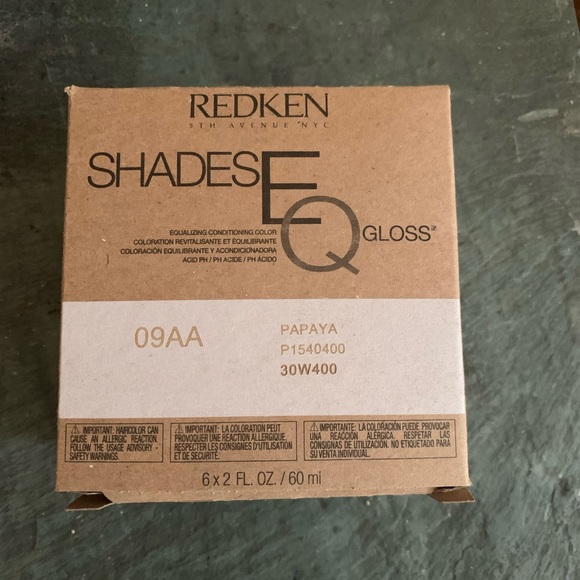 REDKEN
5TH AVENUE NYC
SHADES EQ GLOSS™
EQUALIZING CONDITIONING COLOR
COLORATION REVITALISANTE ET ÉQUILIBRANTE
COLORACIÓN EQUILIBRANTE Y ACONDICIONADORA
ACID PH / PH ACIDE / PH ÁCIDO
09AA
PAPAYA
P1540400
30W400
⚠ IMPORTANT: HAIRCOLOR CAN
CAUSE AN ALLERGIC REACTION.
FOLLOW THE USAGE ADVISORY -
SAFETY WARNINGS.
⚠ IMPORTANT: LA COLORATION PEUT
PROVOQUER UNE RÉACTION ALLERGIQUE.
RESPECTER LES CONSIGNES D'UTILISATION
ET DE SÉCURITÉ.
⚠ IMPORTANTE: LA COLORACIÓN PUEDE PROVOCAR
UNA REACCIÓN ALÉRGICA. RESPETAR LAS
CONSIGNAS DE UTILIZACIÓN. NO ETIQUETADO PARA
SU VENTA INDIVIDUAL.
6 x 2 FL. OZ. / 60 ml